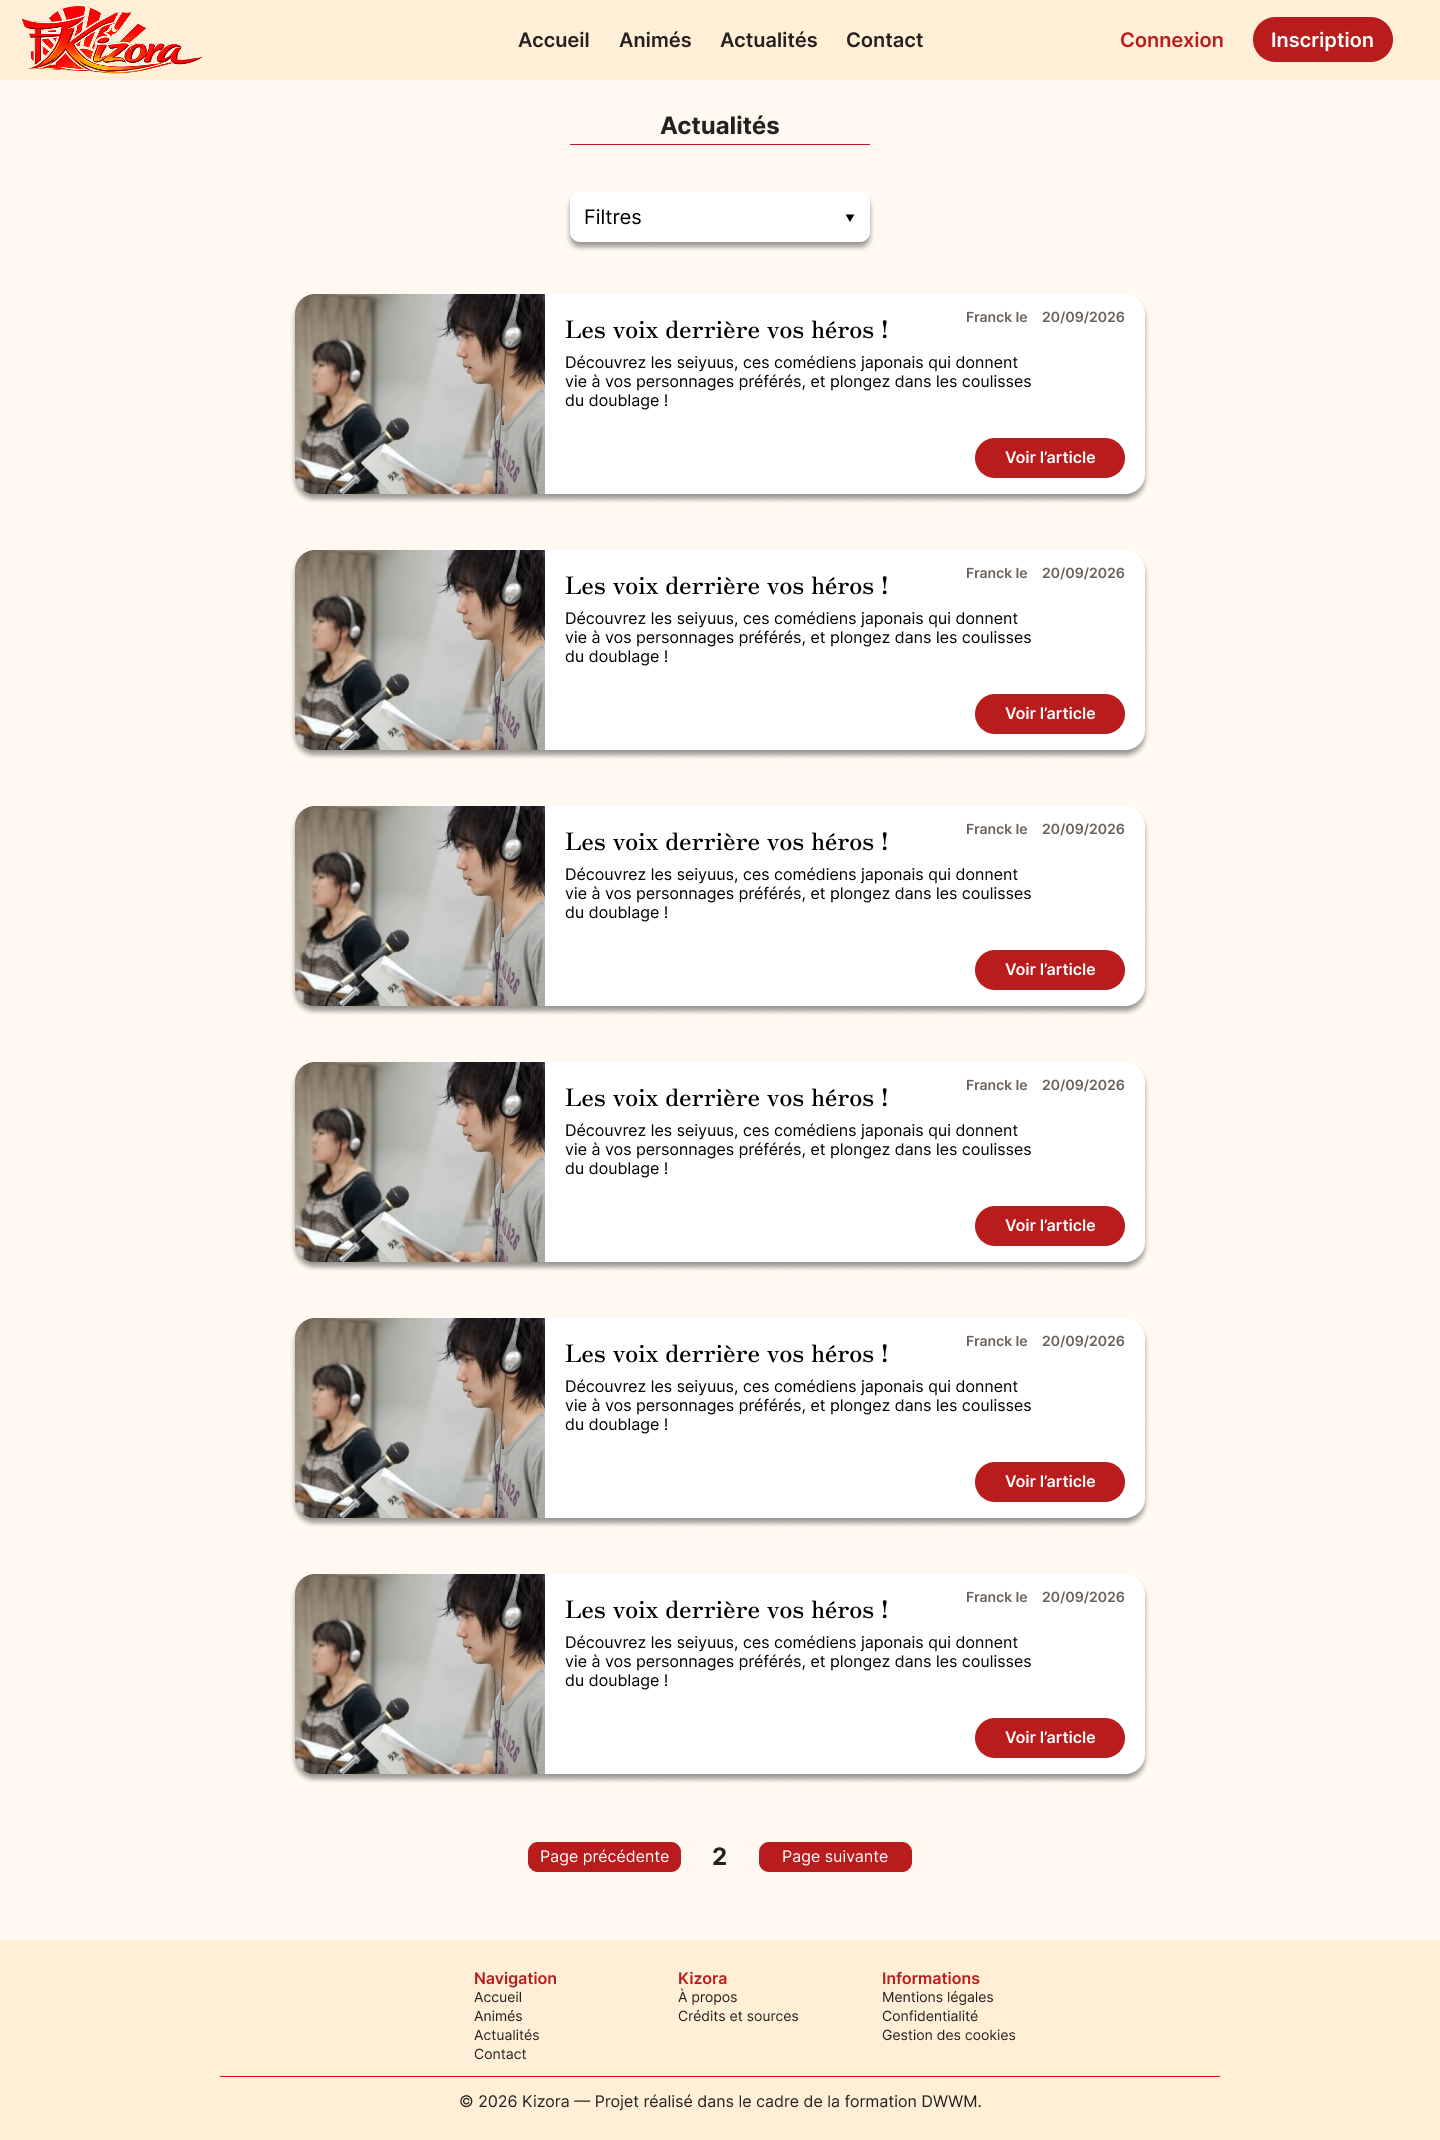 Kizora
Accueil Animés Actualités Contact
Connexion Inscription
Actualités
Filtres ▼
Les voix derrière vos héros !
Franck le 20/09/2026
Découvrez les seiyuus, ces comédiens japonais qui donnent
vie à vos personnages préférés, et plongez dans les coulisses
du doublage !
Voir l’article
Les voix derrière vos héros !
Franck le 20/09/2026
Découvrez les seiyuus, ces comédiens japonais qui donnent
vie à vos personnages préférés, et plongez dans les coulisses
du doublage !
Voir l’article
Les voix derrière vos héros !
Franck le 20/09/2026
Découvrez les seiyuus, ces comédiens japonais qui donnent
vie à vos personnages préférés, et plongez dans les coulisses
du doublage !
Voir l’article
Les voix derrière vos héros !
Franck le 20/09/2026
Découvrez les seiyuus, ces comédiens japonais qui donnent
vie à vos personnages préférés, et plongez dans les coulisses
du doublage !
Voir l’article
Les voix derrière vos héros !
Franck le 20/09/2026
Découvrez les seiyuus, ces comédiens japonais qui donnent
vie à vos personnages préférés, et plongez dans les coulisses
du doublage !
Voir l’article
Les voix derrière vos héros !
Franck le 20/09/2026
Découvrez les seiyuus, ces comédiens japonais qui donnent
vie à vos personnages préférés, et plongez dans les coulisses
du doublage !
Voir l’article
Page précédente 2 Page suivante
Navigation
Accueil
Animés
Actualités
Contact
Kizora
À propos
Crédits et sources
Informations
Mentions légales
Confidentialité
Gestion des cookies
© 2026 Kizora — Projet réalisé dans le cadre de la formation DWWM.